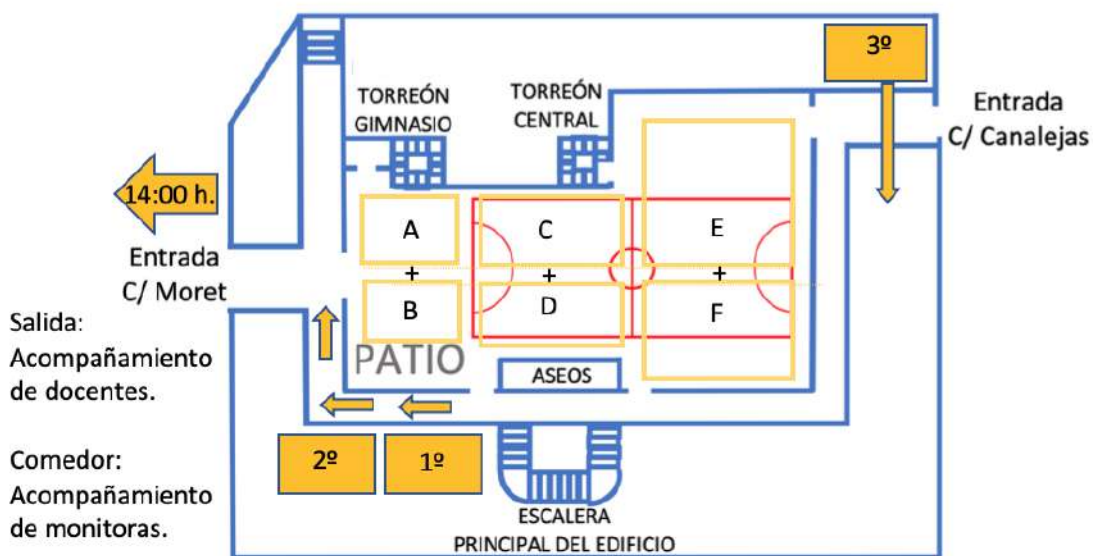 3º
TORREÓN
GIMNASIO
TORREÓN
CENTRAL
Entrada
C/ Canalejas
14:00 h.
A
C
E
Entrada
C/ Moret
+
+
+
B
D
F
Salida:
Acompañamiento
de docentes.
PATIO
ASEOS
Comedor:
Acompañamiento
de monitoras.
2º
1º
ESCALERA
PRINCIPAL DEL EDIFICIO